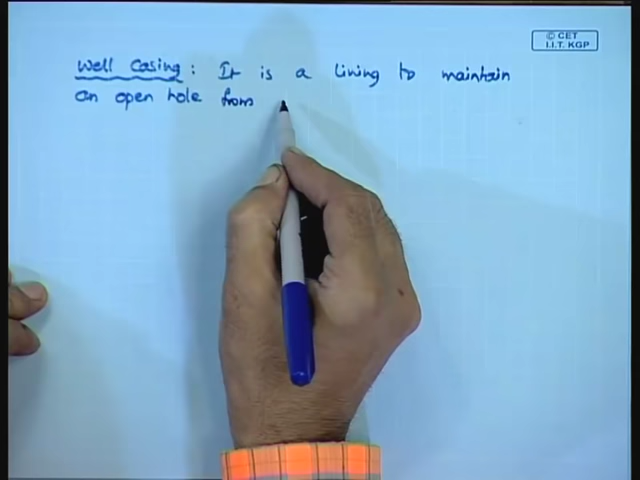 © CET
I.I.T. KGP
Well Casing : It is a lining to maintain
an open hole from